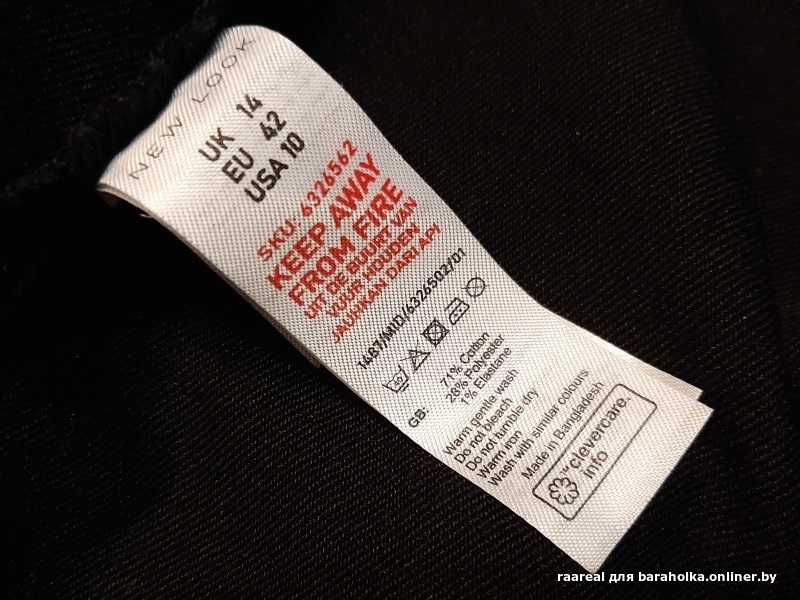 NEW LOOK
UK 14
EU 42
USA 10
SKU: 6326562
KEEP AWAY
FROM FIRE
UIT DE BUURT VAN
VUUR HOUDEN
JAUHKAN DARI API
1487/MID/6326502/01
40
71% Cotton
28% Polyester
1% Elastane
GB:
Warm gentle wash
Do not bleach
Do not tumble dry
Warm iron
Wash with similar colours
Made in Bangladesh
™clevercare.
info
raareal для baraholka.onliner.by